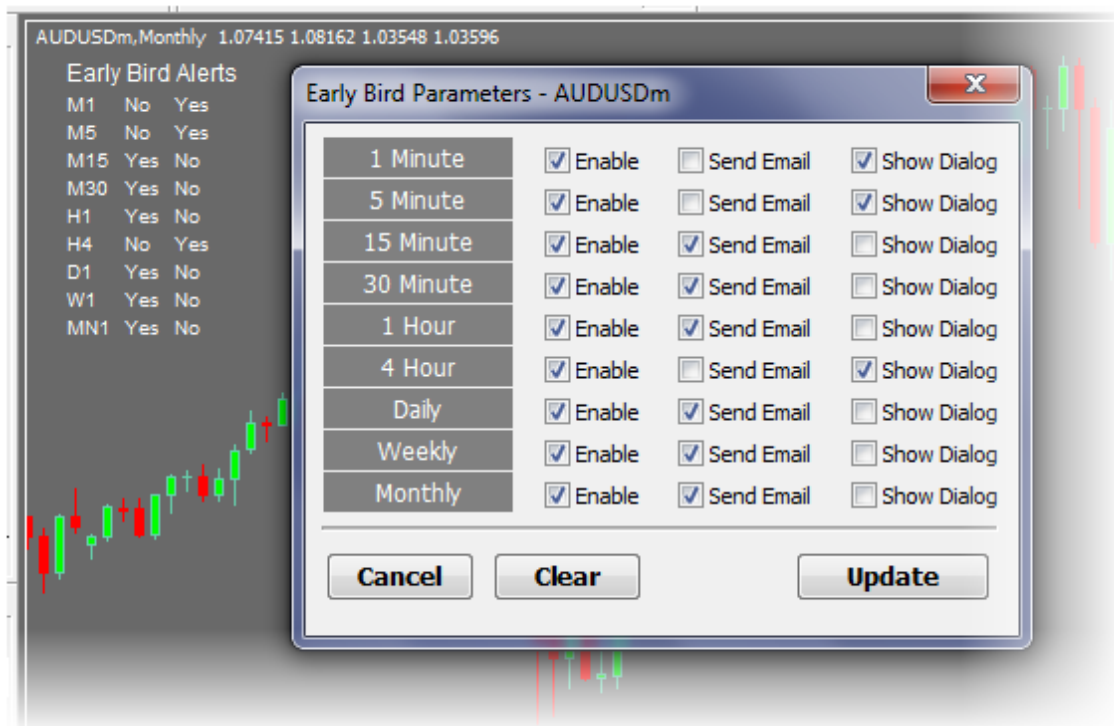 AUDUSDm,Monthly 1.07415 1.08162 1.03548 1.03596
Early Bird Alerts
M1 No Yes
M5 No Yes
M15 Yes No
M30 Yes No
H1 Yes No
H4 No Yes
D1 Yes No
W1 Yes No
MN1 Yes No
Early Bird Parameters - AUDUSDm
1 Minute Enable Send Email Show Dialog
5 Minute Enable Send Email Show Dialog
15 Minute Enable Send Email Show Dialog
30 Minute Enable Send Email Show Dialog
1 Hour Enable Send Email Show Dialog
4 Hour Enable Send Email Show Dialog
Daily Enable Send Email Show Dialog
Weekly Enable Send Email Show Dialog
Monthly Enable Send Email Show Dialog
Cancel Clear Update